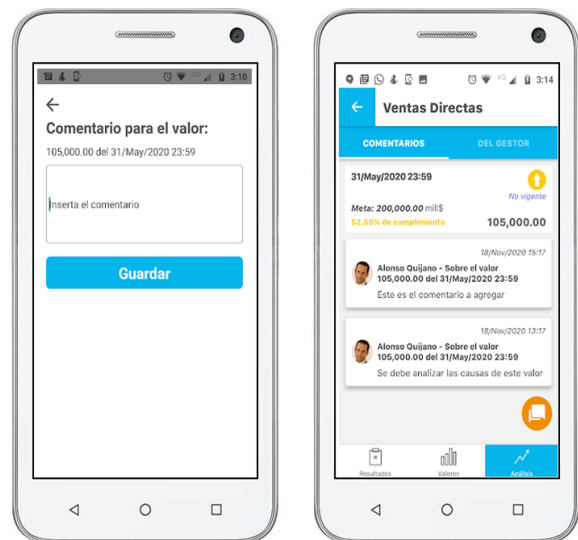 3:10
Comentario para el valor:
105,000.00 del 31/May/2020 23:59
Inserta el comentario
Guardar
4G 3:14
Ventas Directas
COMENTARIOS DEL GESTOR
31/May/2020 23:59
No vigente
Meta: 200,000.00 mill$
52.50% de cumplimiento 105,000.00
18/Nov/2020 15:17
Alonso Quijano - Sobre el valor
105,000.00 del 31/May/2020 23:59
Este es el comentario a agregar
18/Nov/2020 13:17
Alonso Quijano - Sobre el valor
105,000.00 del 31/May/2020 23:59
Se debe analizar las causas de este valor
Resultados Valores Análisis